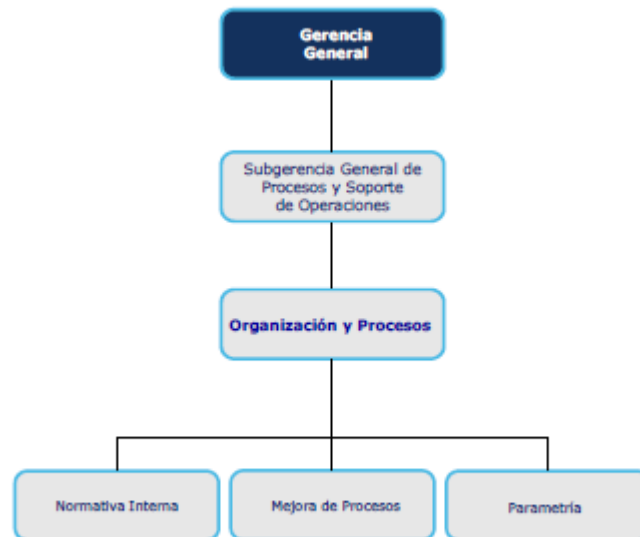 Gerencia
General
Subgerencia General de
Procesos y Soporte
de Operaciones
Organización y Procesos
Normativa Interna
Mejora de Procesos
Parametría